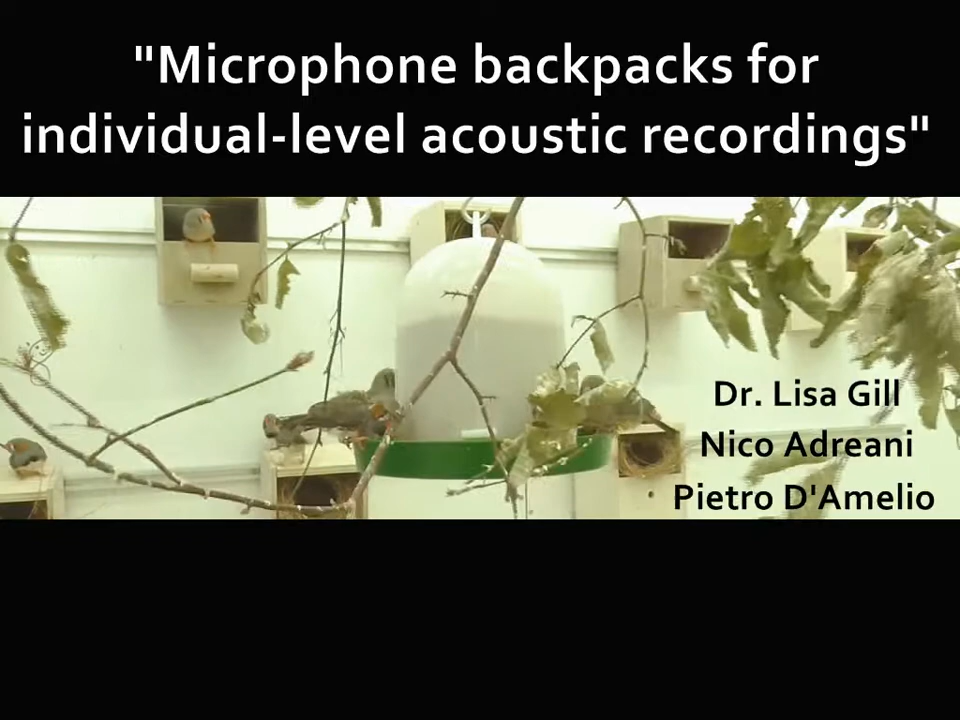 "Microphone backpacks for
individual-level acoustic recordings"
Dr. Lisa Gill
Nico Adreani
Pietro D'Amelio